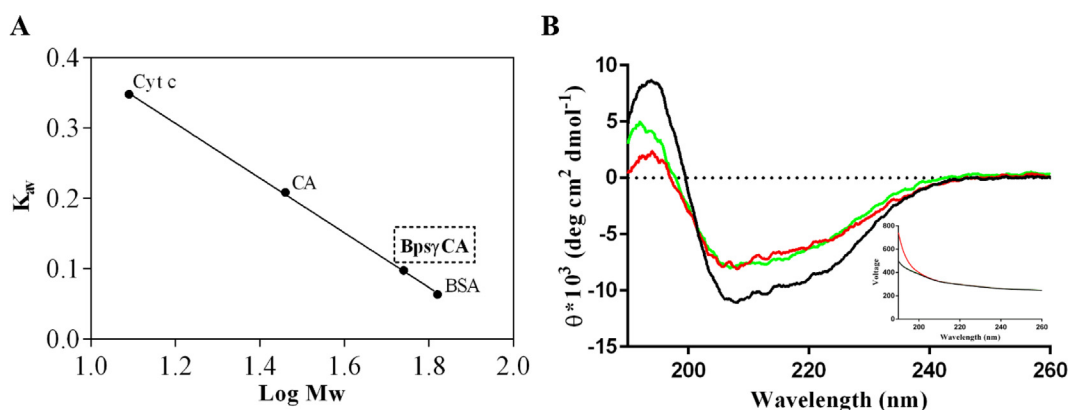 A
0.4
0.3
0.2
0.1
0.0
K_av
Cyt c
CA
BpsγCA
BSA
1.0 1.2 1.4 1.6 1.8 2.0
Log Mw
B
10
5
0
-5
-10
-15
θ*10³ (deg cm² dmol⁻¹)
200 220 240 260
Wavelength (nm)
800
600
400
200
0
Voltage
200 220 240 260
Wavelength (nm)